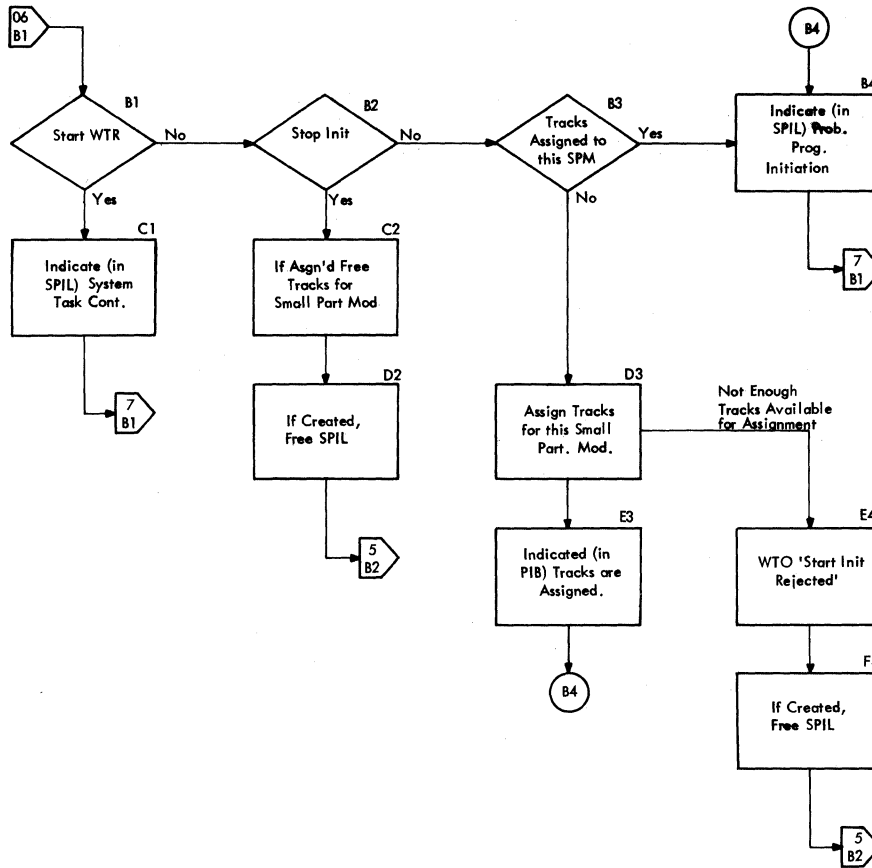 06
B1
B1
Start WTR
No
Yes
C1
Indicate (in
SPIL) System
Task Cont.
7
B1
B2
Stop Init
No
Yes
C2
If Asgn'd Free
Tracks for
Small Part Mod
D2
If Created,
Free SPIL
5
B2
B3
Tracks
Assigned to
this SPM
Yes
No
D3
Assign Tracks
for this Small
Part. Mod.
Not Enough
Tracks Available
for Assignment
E3
Indicated (in
PIB) Tracks are
Assigned.
B4
B4
B4
Indicate (in
SPIL) Prob.
Prog.
Initiation
7
B1
E4
WTO 'Start Init
Rejected'
If Created,
Free SPIL
5
B2